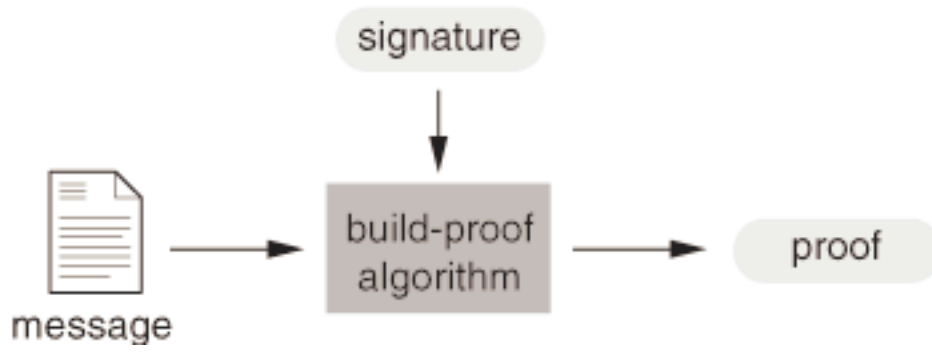 signature
build-proof
algorithm
proof
message